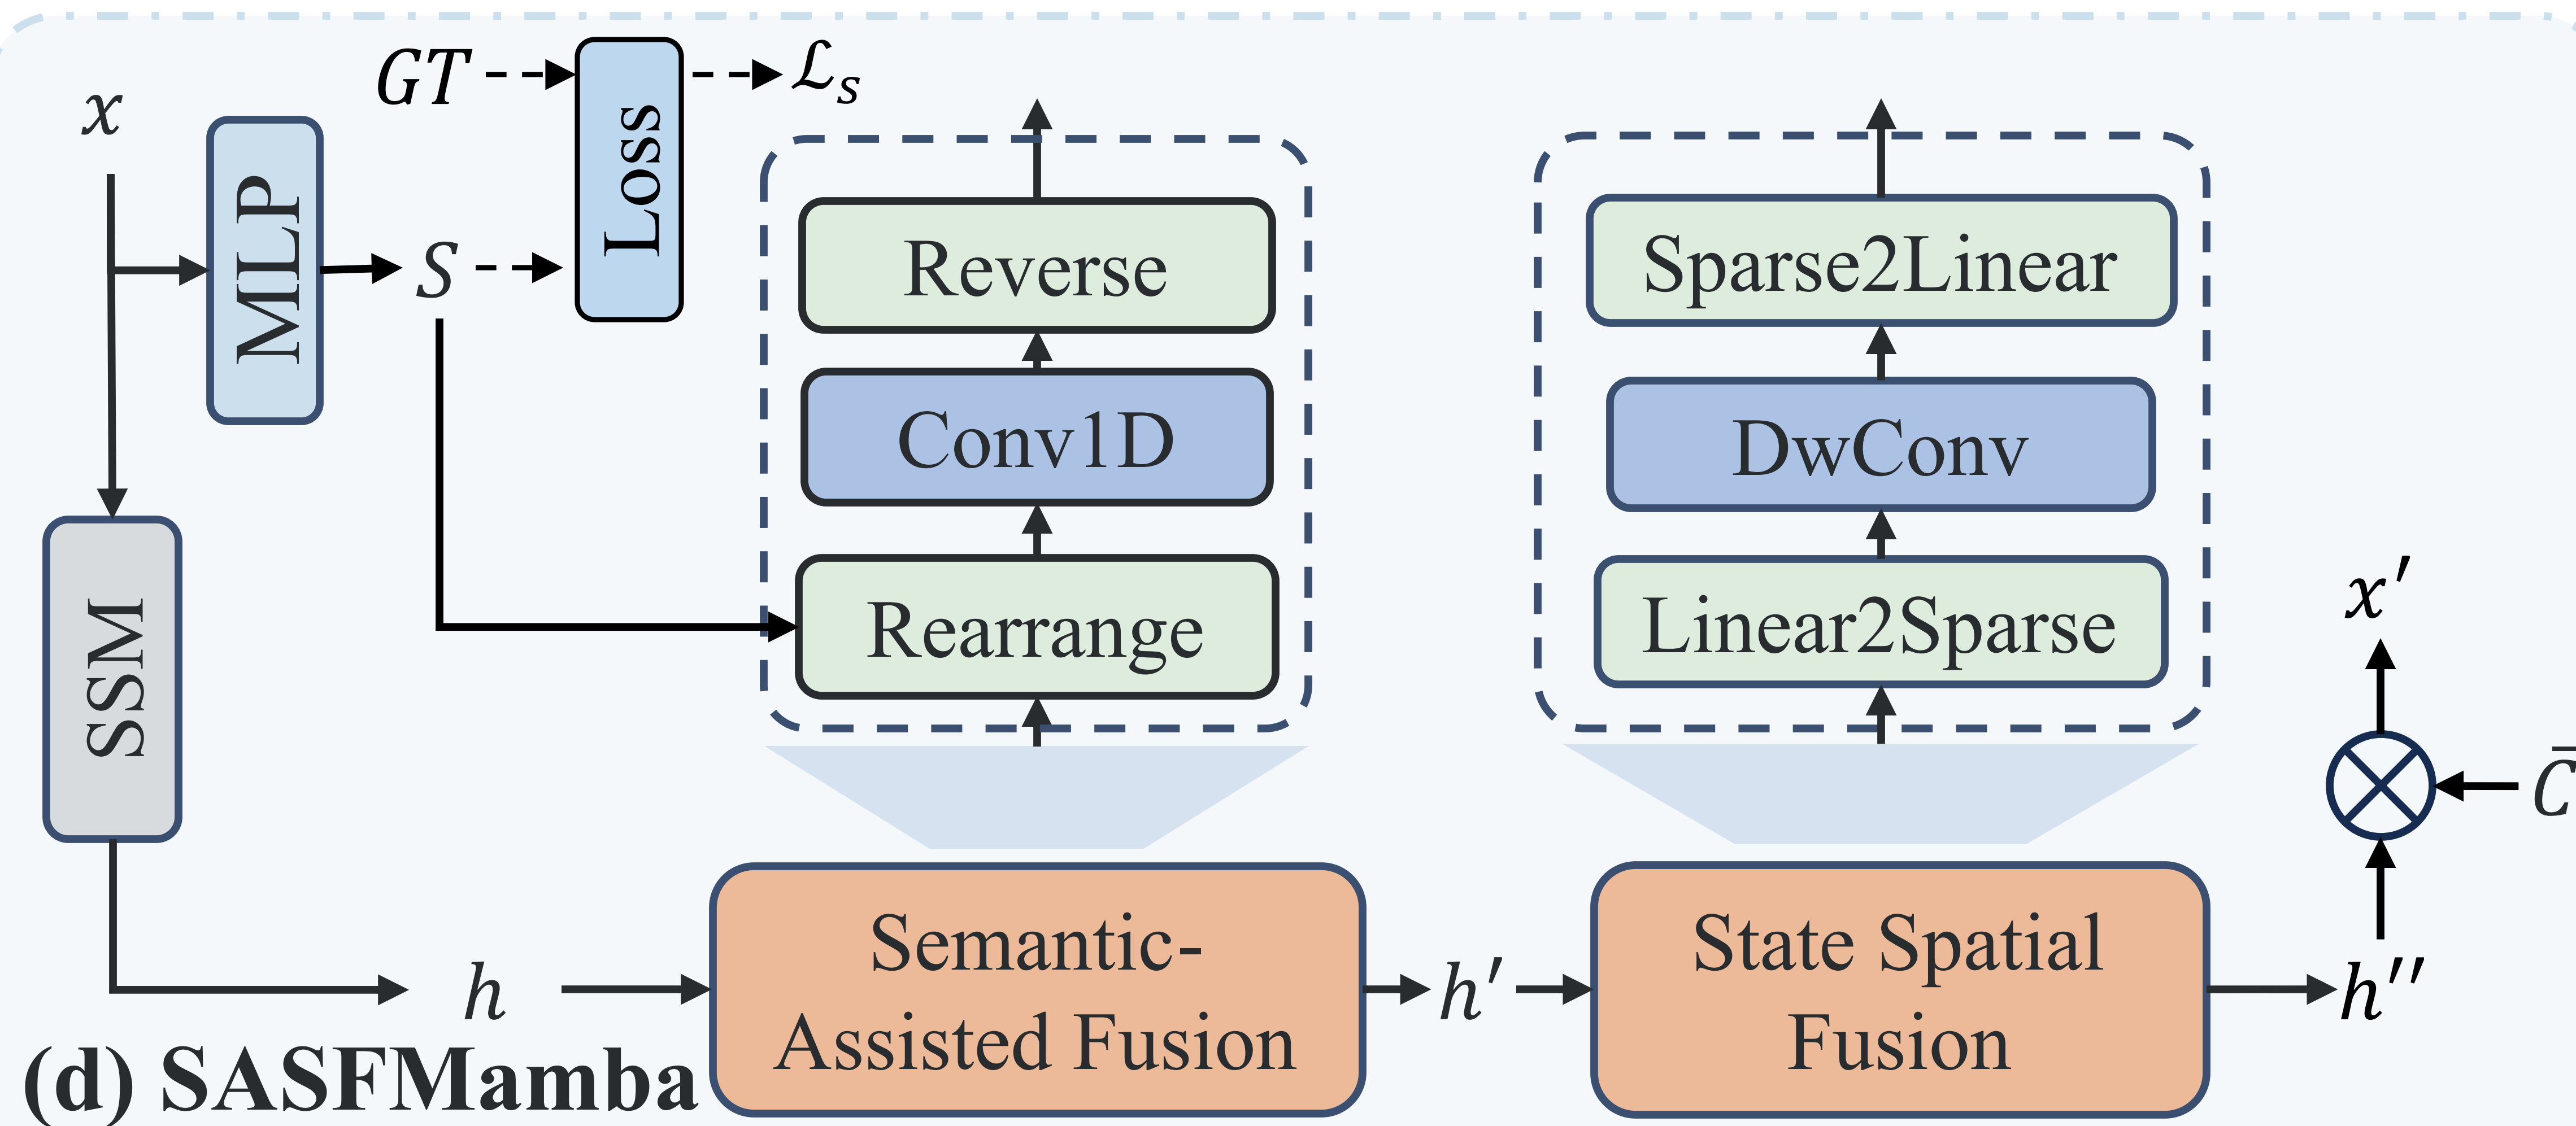 GT
ℒₛ
x
MLP
Loss
S
Reverse
Conv1D
Rearrange
Sparse2Linear
DwConv
Linear2Sparse
SSM
x′
C̄
h
Semantic-
Assisted Fusion
h′
State Spatial
Fusion
h′′
(d) SASFMamba